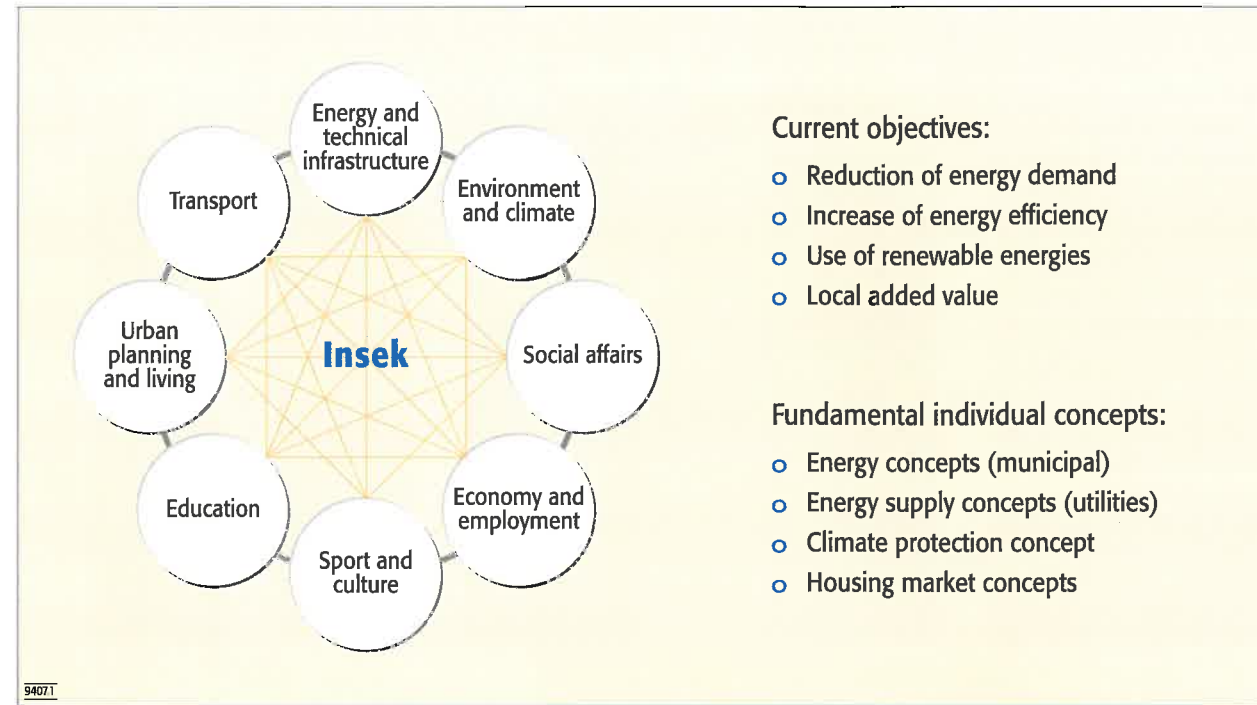 Energy and
technical
infrastructure
Environment
and climate
Social affairs
Economy and
employment
Sport and
culture
Education
Urban
planning
and living
Transport
Insek
Current objectives:
o Reduction of energy demand
o Increase of energy efficiency
o Use of renewable energies
o Local added value
Fundamental individual concepts:
o Energy concepts (municipal)
o Energy supply concepts (utilities)
o Climate protection concept
o Housing market concepts
9407.1